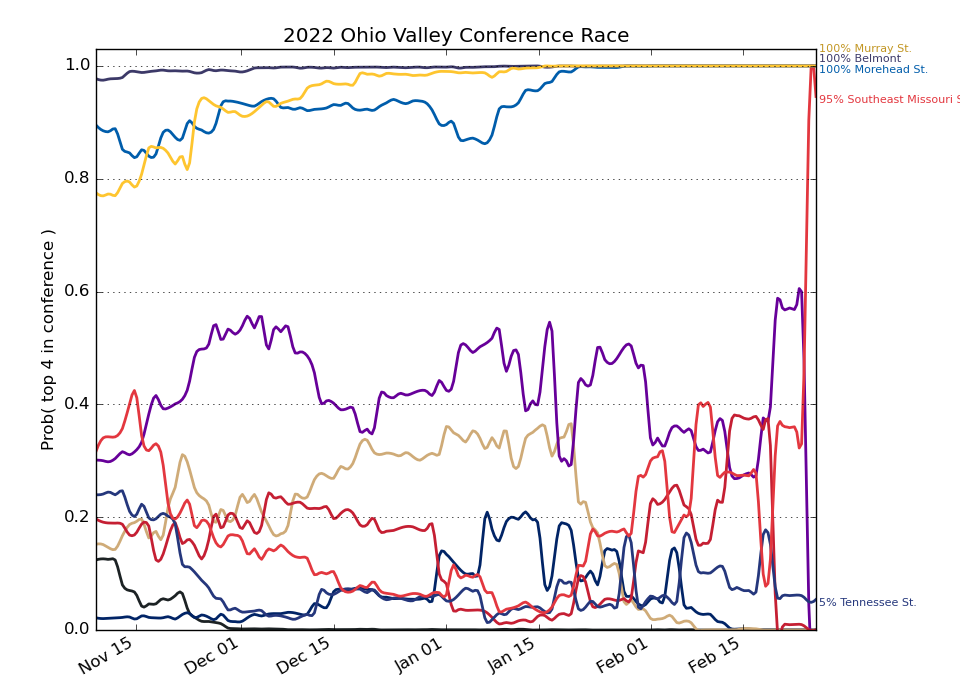 2022 Ohio Valley Conference Race
100% Murray St.
100% Belmont
100% Morehead St.
95% Southeast Missouri S
5% Tennessee St.
Prob( top 4 in conference )
1.0
0.8
0.6
0.4
0.2
0.0
Nov 15
Dec 01
Dec 15
Jan 01
Jan 15
Feb 01
Feb 15